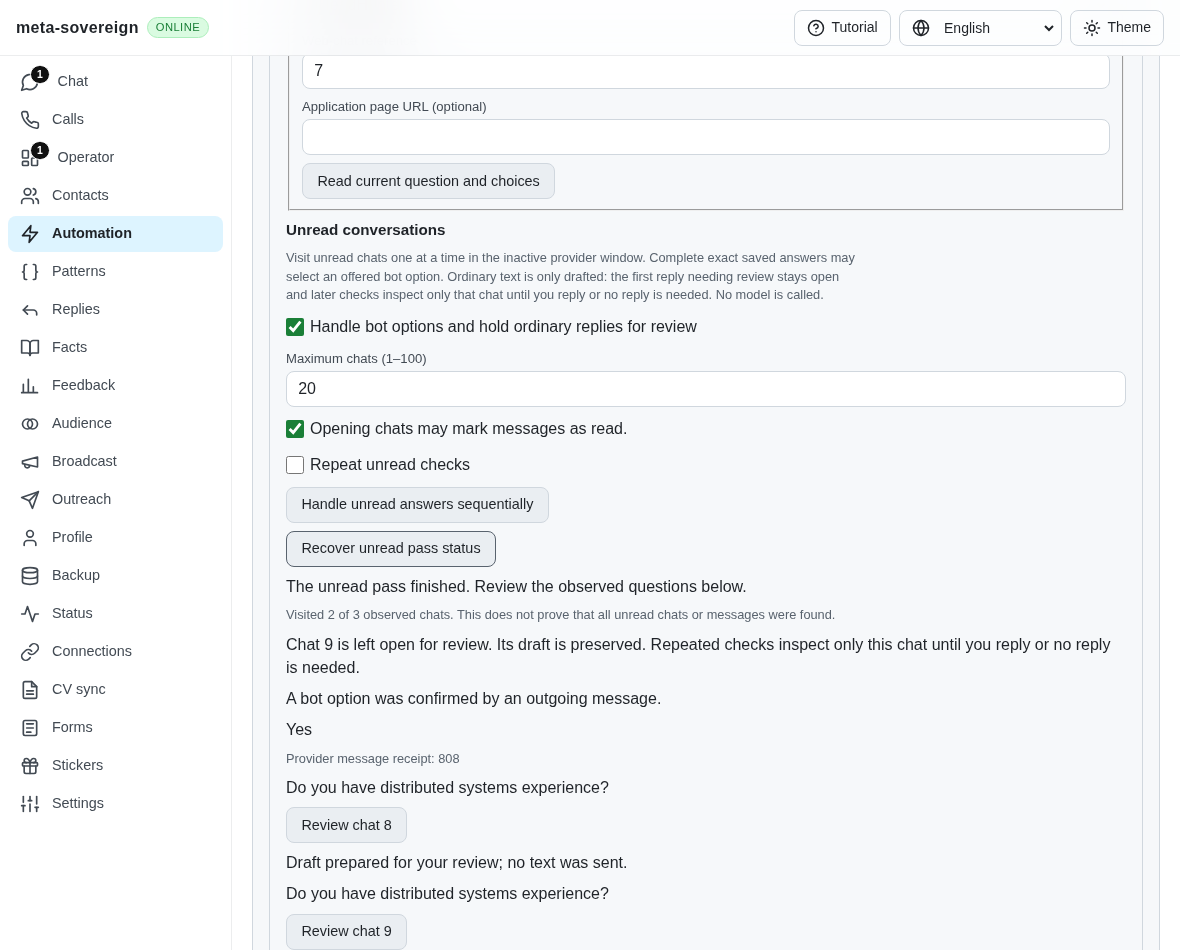 meta-sovereign ONLINE
Tutorial
English
Theme
1
Chat
Calls
1
Operator
Contacts
Automation
Patterns
Replies
Facts
Feedback
Audience
Broadcast
Outreach
Profile
Backup
Status
Connections
CV sync
Forms
Stickers
Settings
7
Application page URL (optional)
Read current question and choices
Unread conversations
Visit unread chats one at a time in the inactive provider window. Complete exact saved answers may
select an offered bot option. Ordinary text is only drafted: the first reply needing review stays open
and later checks inspect only that chat until you reply or no reply is needed. No model is called.
Handle bot options and hold ordinary replies for review
Maximum chats (1–100)
20
Opening chats may mark messages as read.
Repeat unread checks
Handle unread answers sequentially
Recover unread pass status
The unread pass finished. Review the observed questions below.
Visited 2 of 3 observed chats. This does not prove that all unread chats or messages were found.
Chat 9 is left open for review. Its draft is preserved. Repeated checks inspect only this chat until you reply or no reply
is needed.
A bot option was confirmed by an outgoing message.
Yes
Provider message receipt: 808
Do you have distributed systems experience?
Review chat 8
Draft prepared for your review; no text was sent.
Do you have distributed systems experience?
Review chat 9